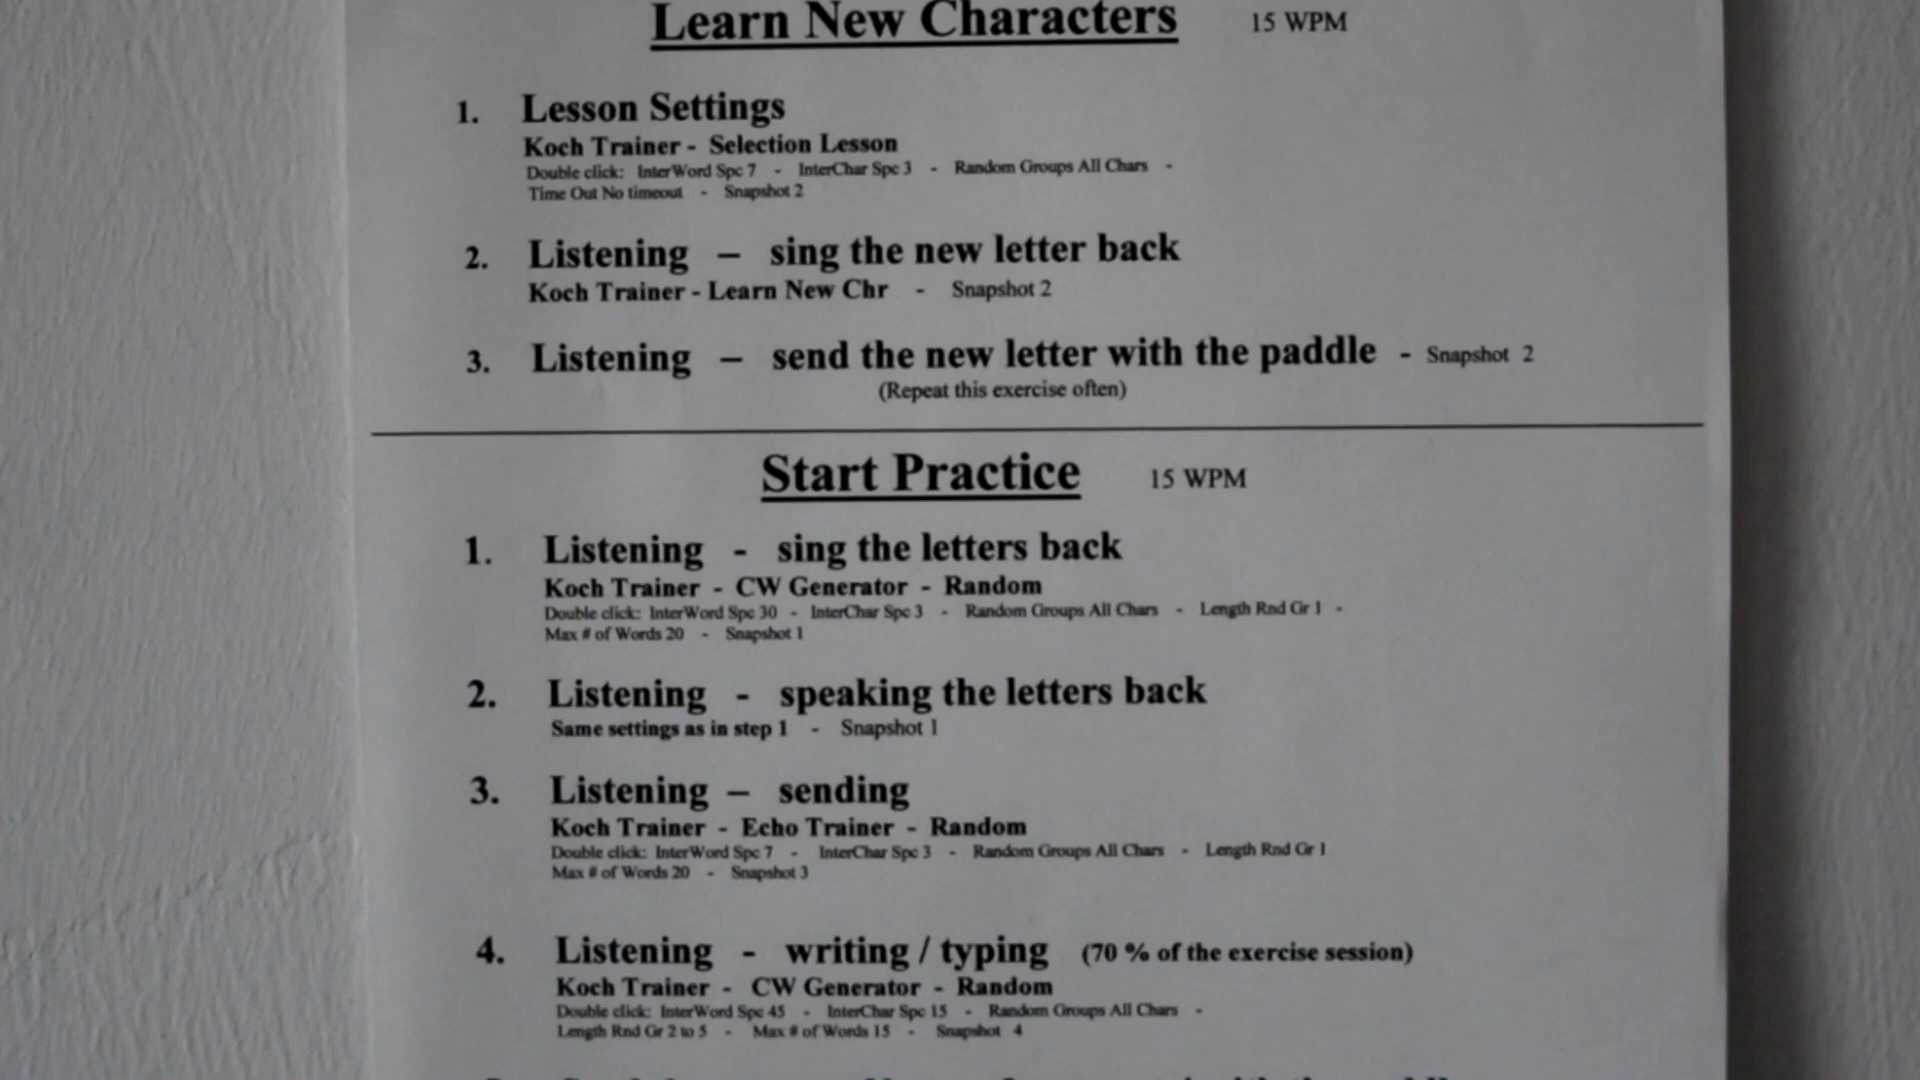 Learn New Characters 15 WPM
1. Lesson Settings
Koch Trainer - Selection Lesson
Double click: InterWord Spc 7 - InterChar Spc 3 - Random Groups All Chars -
Time Out No timeout - Snapshot 2
2. Listening – sing the new letter back
Koch Trainer - Learn New Chr - Snapshot 2
3. Listening – send the new letter with the paddle - Snapshot 2
(Repeat this exercise often)
Start Practice 15 WPM
1. Listening - sing the letters back
Koch Trainer - CW Generator - Random
Double click: InterWord Spc 30 - InterChar Spc 3 - Random Groups All Chars - Length Rnd Gr 1 -
Max # of Words 20 - Snapshot 1
2. Listening - speaking the letters back
Same settings as in step 1 - Snapshot 1
3. Listening – sending
Koch Trainer - Echo Trainer - Random
Double click: InterWord Spc 7 - InterChar Spc 3 - Random Groups All Chars - Length Rnd Gr 1
Max # of Words 20 - Snapshot 3
4. Listening - writing / typing (70 % of the exercise session)
Koch Trainer - CW Generator - Random
Double click: InterWord Spc 45 - InterChar Spc 15 - Random Groups All Chars -
Length Rnd Gr 2 to 5 - Max # of Words 15 - Snapshot 4